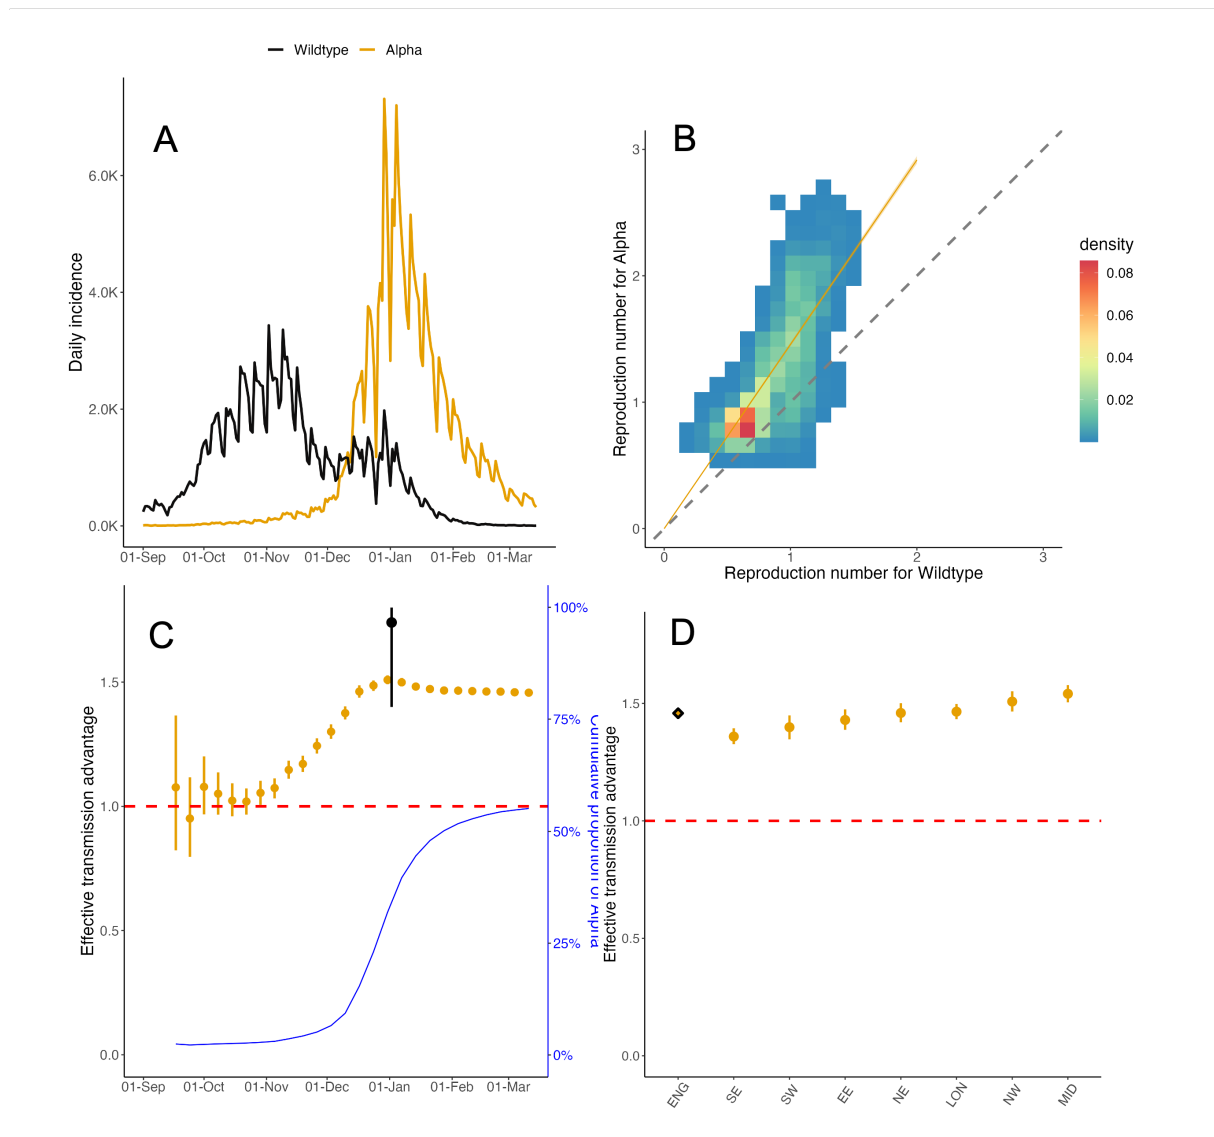 Wildtype Alpha
A
Daily incidence
6.0K
4.0K
2.0K
0.0K
01-Sep 01-Oct 01-Nov 01-Dec 01-Jan 01-Feb 01-Mar
B
Reproduction number for Alpha
3
2
1
0
0 1 2 3
Reproduction number for Wildtype
density
0.08
0.06
0.04
0.02
C
Effective transmission advantage
1.5
1.0
0.5
0.0
01-Sep 01-Oct 01-Nov 01-Dec 01-Jan 01-Feb 01-Mar
100%
75%
50%
25%
0%
Cumulative proportion of Alpha
D
Effective transmission advantage
1.5
1.0
0.5
0.0
ENG SE SW EE NE LON NW MID